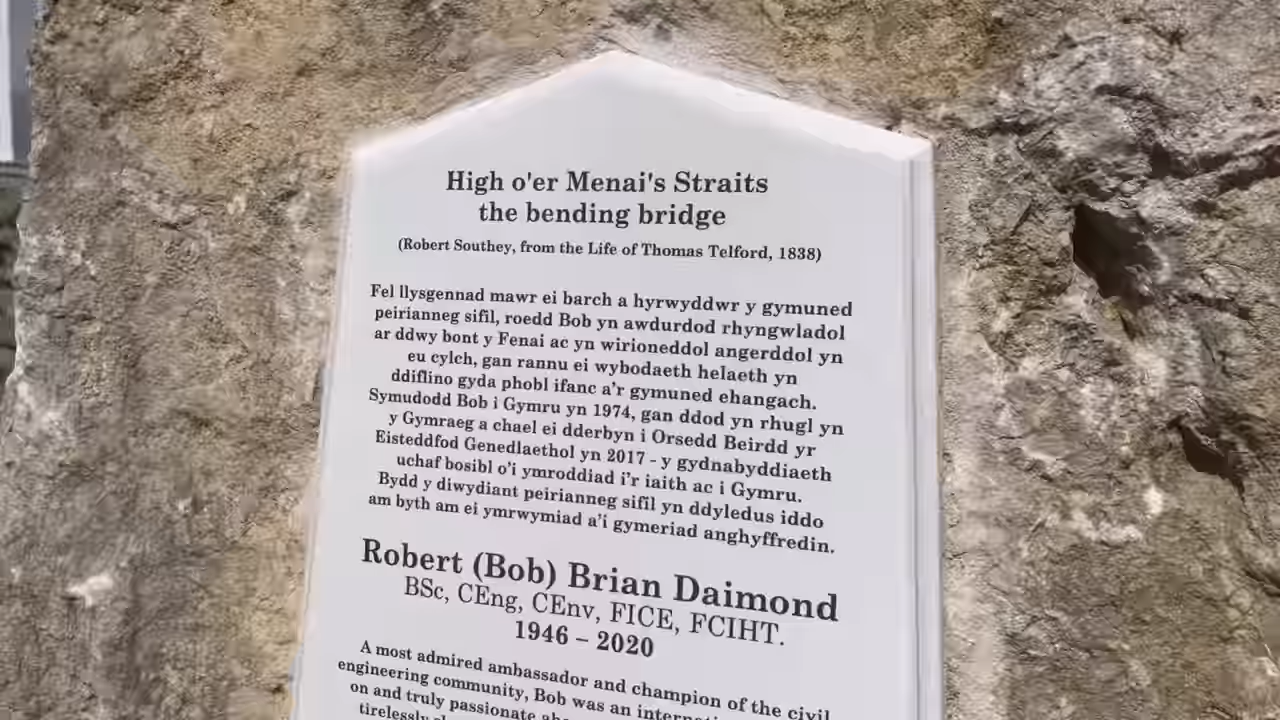 High o'er Menai's Straits
the bending bridge
(Robert Southey, from the Life of Thomas Telford, 1838)
Fel llysgennad mawr ei barch a hyrwyddwr y gymuned
peirianneg sifil, roedd Bob yn awdurdod rhyngwladol
ar ddwy bont y Fenai ac yn wirioneddol angerddol yn
eu cylch, gan rannu ei wybodaeth helaeth yn
ddiflino gyda phobl ifanc a'r gymuned ehangach.
Symudodd Bob i Gymru yn 1974, gan ddod yn rhugl yn
y Gymraeg a chael ei dderbyn i Orsedd Beirdd yr
Eisteddfod Genedlaethol yn 2017 - y gydnabyddiaeth
uchaf bosibl o'i ymroddiad i'r iaith ac i Gymru.
Bydd y diwydiant peirianneg sifil yn ddyledus iddo
am byth am ei ymrwymiad a'i gymeriad anghyffredin.
Robert (Bob) Brian Daimond
BSc, CEng, CEnv, FICE, FCIHT.
1946 – 2020
A most admired ambassador and champion of the civil
engineering community, Bob was an
on and truly passionate
tirelessly